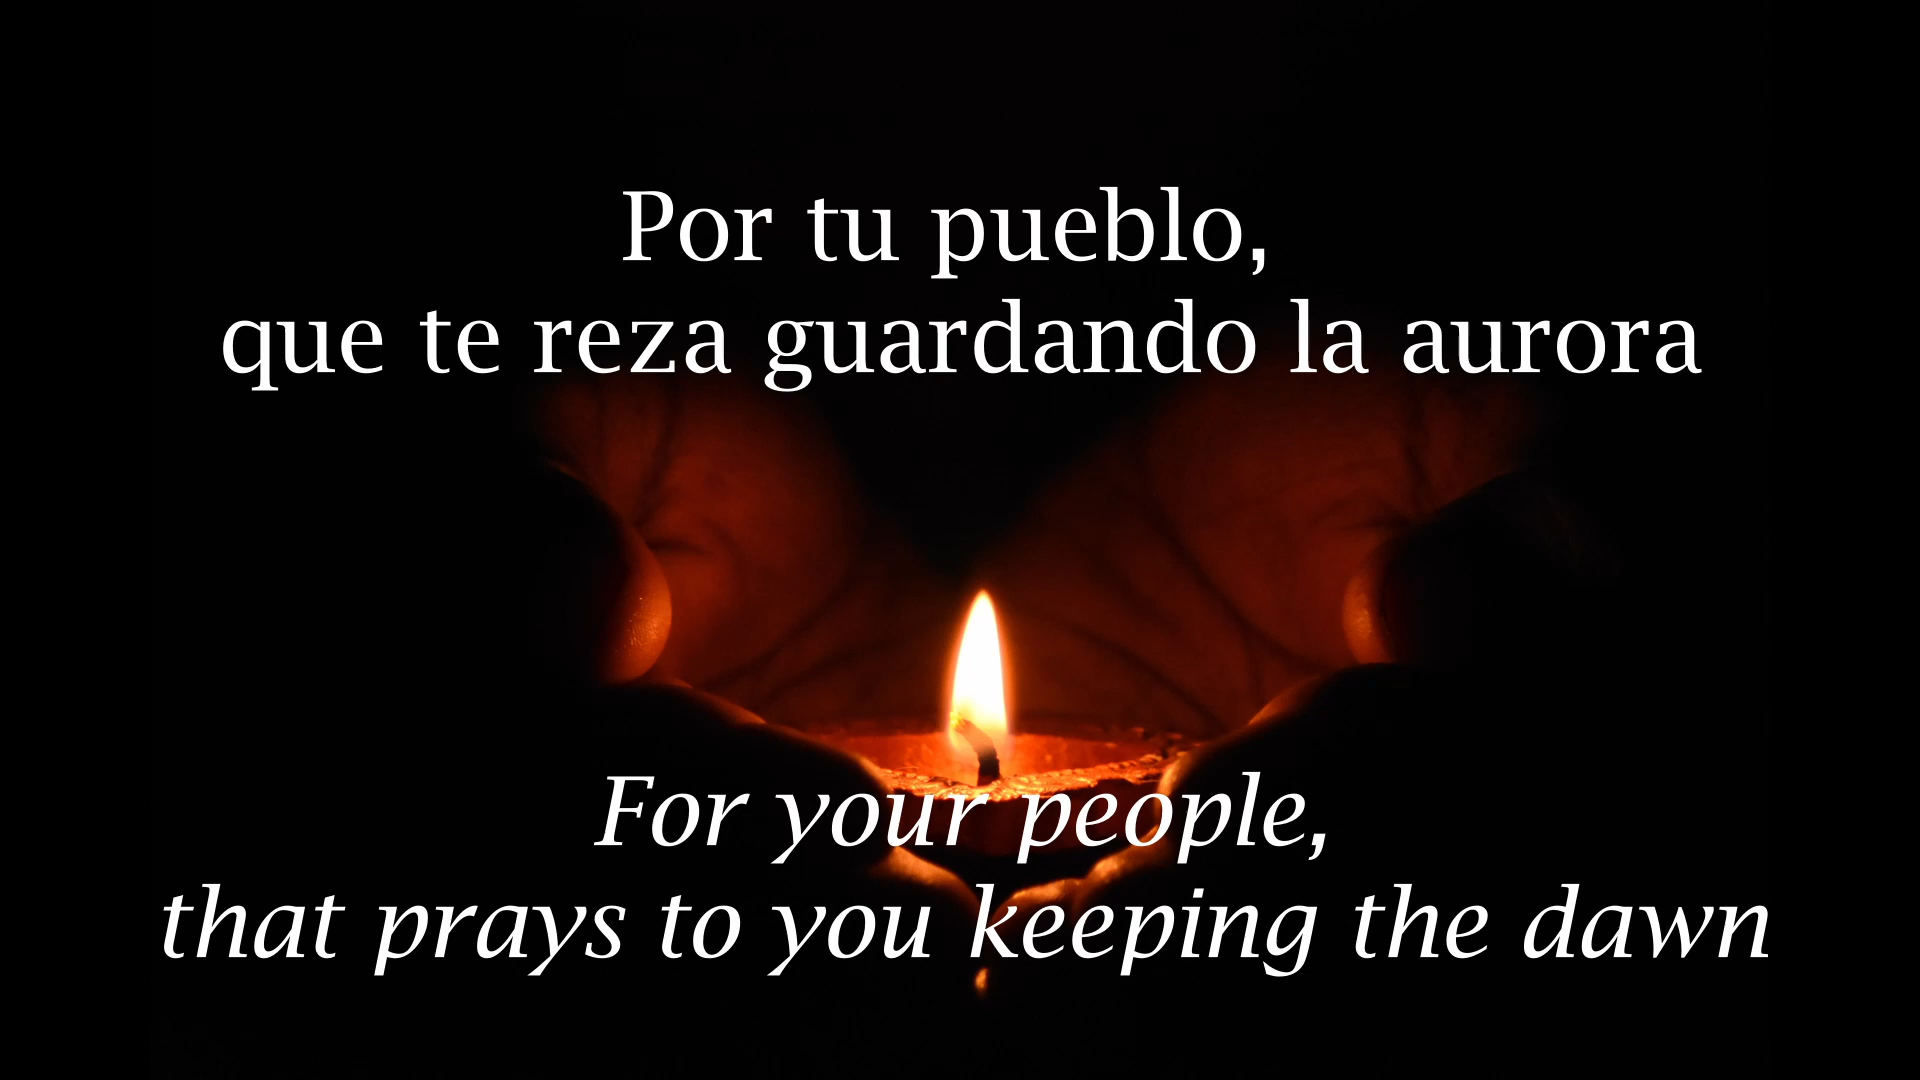 Por tu pueblo,
que te reza guardando la aurora
For your people,
that prays to you keeping the dawn